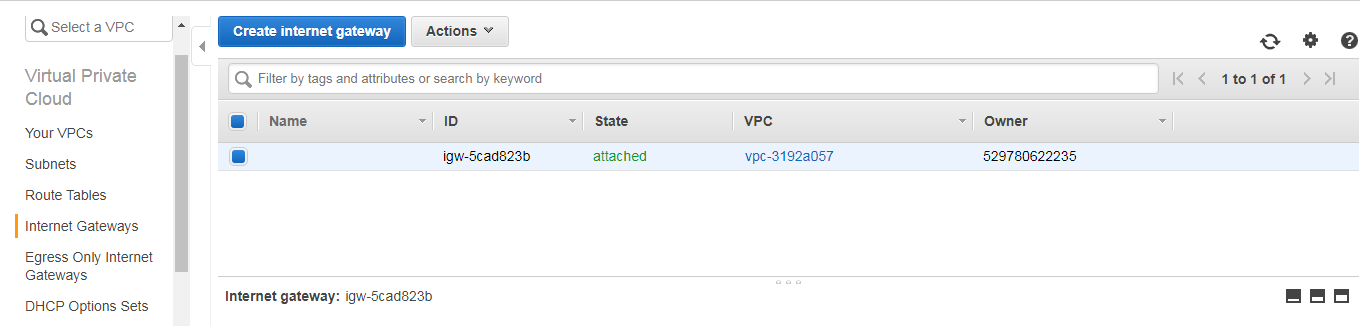 Select a VPC
Virtual Private
Cloud
Your VPCs
Subnets
Route Tables
Internet Gateways
Egress Only Internet
Gateways
DHCP Options Sets
Create internet gateway Actions
Filter by tags and attributes or search by keyword 1 to 1 of 1
Name ID State VPC Owner
igw-5cad823b attached vpc-3192a057 529780622235
Internet gateway: igw-5cad823b